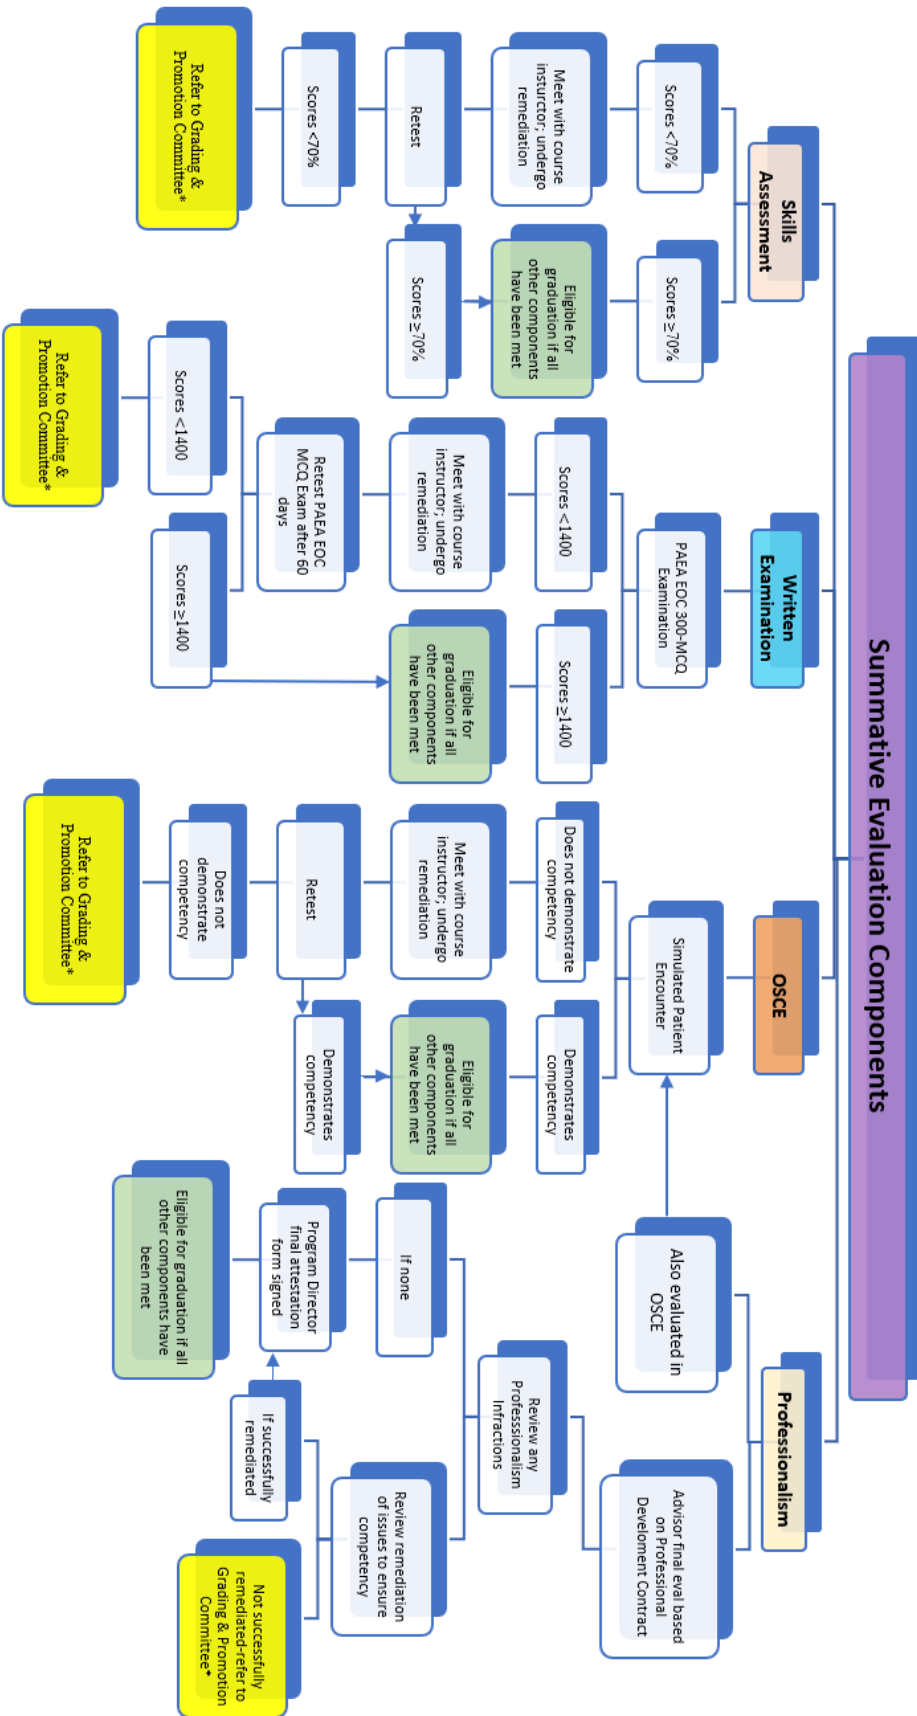 Summative Evaluation Components
Skills
Assessment
Scores <70%
Meet with course
insturctor; undergo
remediation
Retest
Scores <70%
Refer to Grading &
Promotion Committee*
Scores ≥70%
Eligible for
graduation if all
other components
have been met
Scores ≥70%
Written
Examination
PAEA EOC 300-MCQ
Examination
Scores <1400
Meet with course
instructor; undergo
remediation
Retest PAEA EOC
MCQ Exam after 60
days
Scores <1400
Refer to Grading &
Promotion Committee*
Scores ≥1400
Scores ≥1400
Eligible for
graduation if all
other components
have been met
OSCE
Simulated Patient
Encounter
Does not demonstrate
competency
Meet with course
instructor; undergo
remediation
Retest
Does not
demonstrate
competency
Refer to Grading &
Promotion Committee*
Demonstrates
competency
Eligible for
graduation if all
other components
have been met
Demonstrates
competency
Professionalism
Also evaluated in
OSCE
Advisor final eval based
on Professional
Develoment Contract
Review any
Professsionalism
Infractions
If none
Program Director
final attestation
form signed
Eligible for graduation if all
other components have
been met
Review remediation
of issues to ensure
competency
If successfully
remediated
Not successfully
remediated-refer to
Grading & Promotion
Committee*